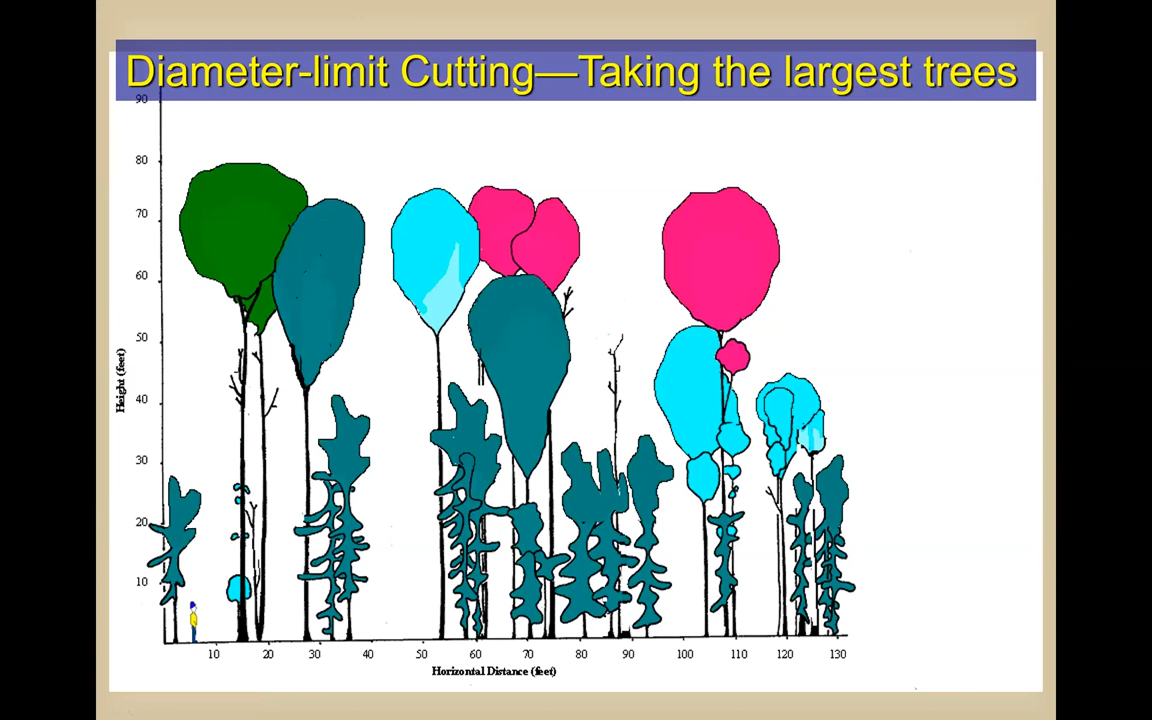 Diameter-limit Cutting—Taking the largest trees
90
80
70
60
50
40
30
20
10
Height (feet)
10 20 30 40 50 60 70 80 90 100 110 120 130
Horizontal Distance (feet)